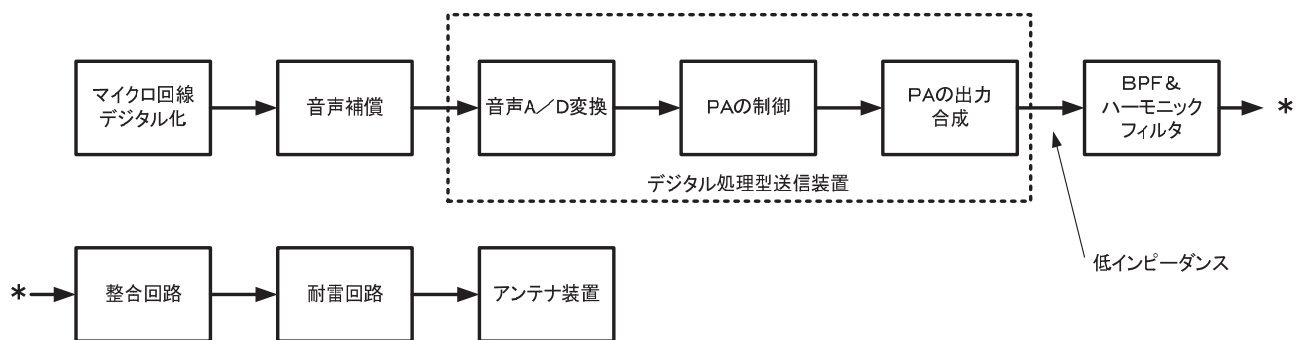 マイクロ回線
デジタル化
音声補償
音声A/D変換
PAの制御
PAの出力
合成
BPF&
ハーモニック
フィルタ
*
デジタル処理型送信装置
低インピーダンス
*
整合回路
耐雷回路
アンテナ装置